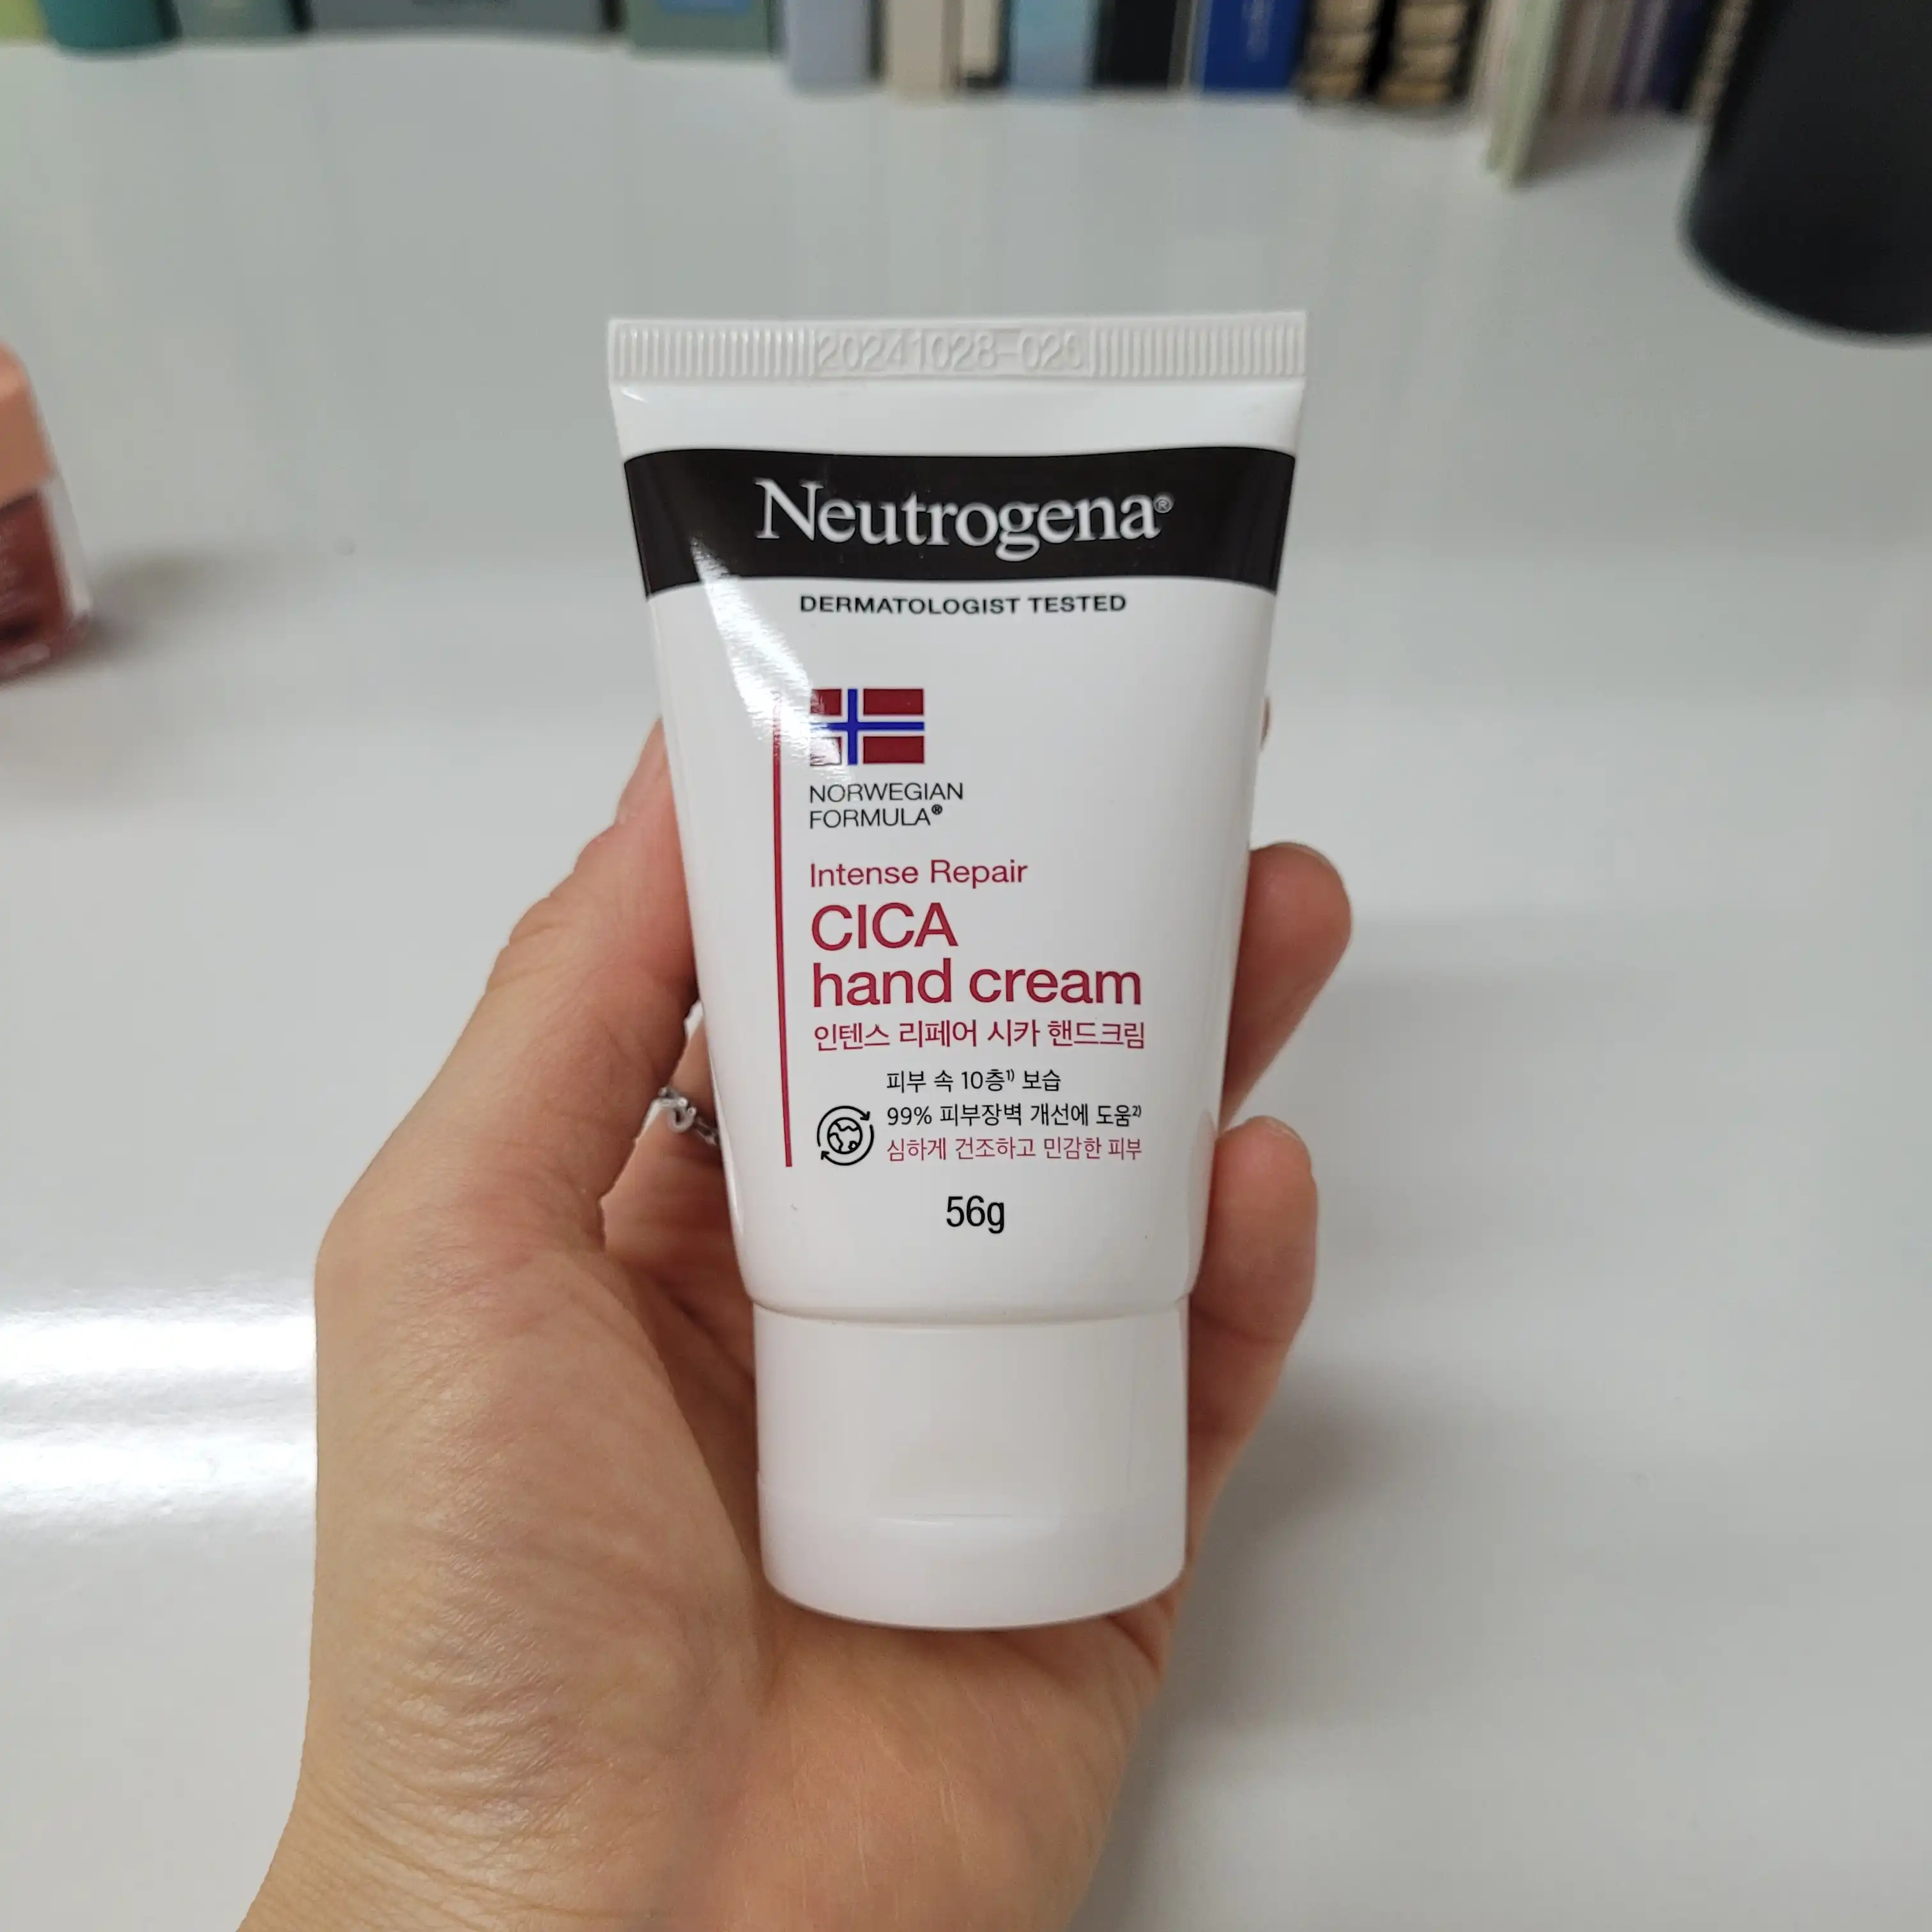 20241028-026
Neutrogena®
DERMATOLOGIST TESTED
NORWEGIAN
FORMULA®
Intense Repair
CICA
hand cream
인텐스 리페어 시카 핸드크림
피부 속 10층¹⁾ 보습
99% 피부장벽 개선에 도움²⁾
심하게 건조하고 민감한 피부
56g